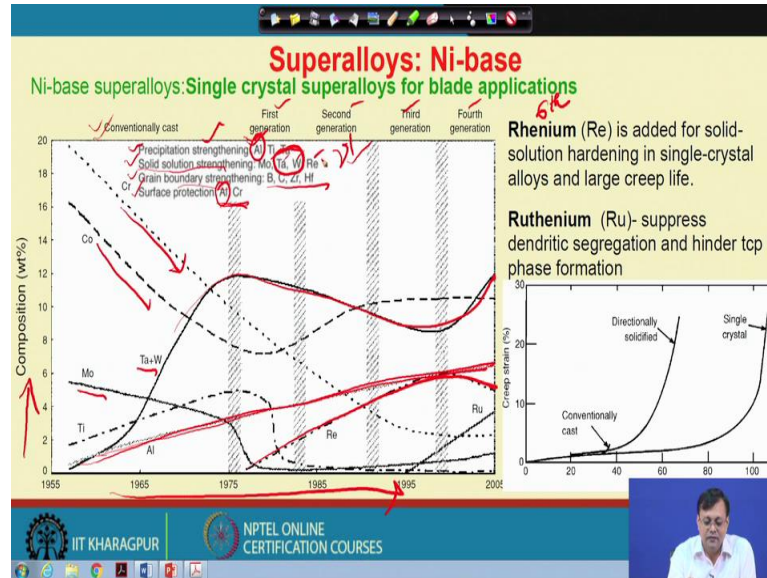 Superalloys: Ni-base
Ni-base superalloys:Single crystal superalloys for blade applications
Conventionally cast
First generation
Second generation
Third generation
Fourth generation
5th
Precipitation strengthening: Al, Ti, Ta
Solid solution strengthening: Mo, Ta, W, Re
Grain boundary strengthening: B, C, Zr, Hf
Surface protection: Al Cr
Composition (wt%)
20
18
16
14
12
10
8
6
4
2
0
1955
1965
1975
1985
1995
2005
Cr
Co
Ta+W
Mo
Ti
Al
Re
Ru
Rhenium (Re) is added for solid-
solution hardening in single-crystal
alloys and large creep life.
Ruthenium (Ru)- suppress
dendritic segregation and hinder tcp
phase formation
Creep strain (%)
30
20
10
0
20
40
60
80
100
Directionally
solidified
Single
crystal
Conventionally
cast
IIT KHARAGPUR
NPTEL ONLINE
CERTIFICATION COURSES